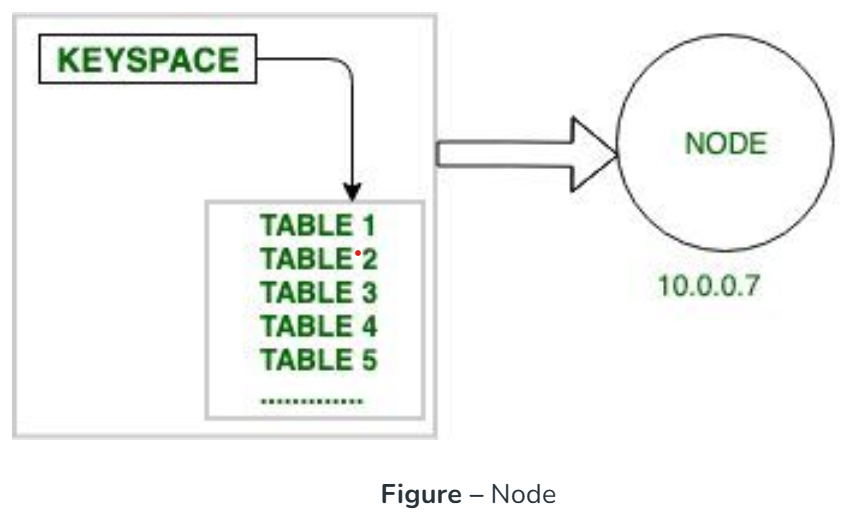 KEYSPACE
NODE
TABLE 1
TABLE 2
TABLE 3
TABLE 4
TABLE 5
.............
10.0.0.7
Figure – Node